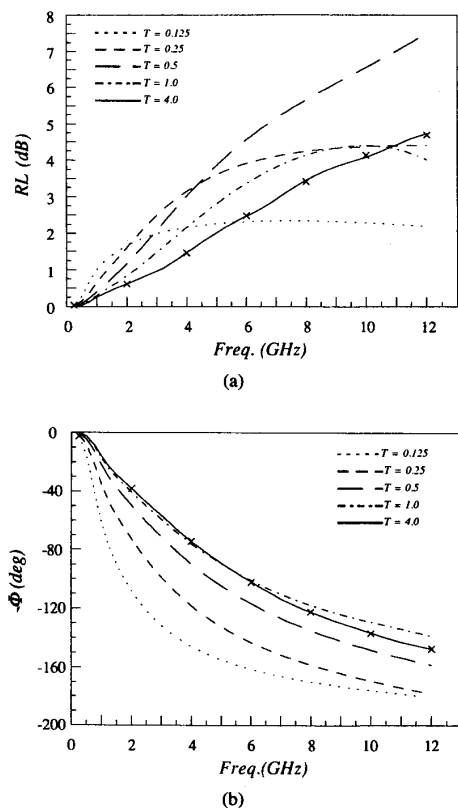 8
7
6
5
4
3
2
1
0
RL (dB)
T = 0.125
T = 0.25
T = 0.5
T = 1.0
T = 4.0
0 2 4 6 8 10 12
Freq. (GHz)
(a)
0
-40
-80
-120
-160
-200
-Φ (deg)
T = 0.125
T = 0.25
T = 0.5
T = 1.0
T = 4.0
0 2 4 6 8 10 12
Freq.(GHz)
(b)